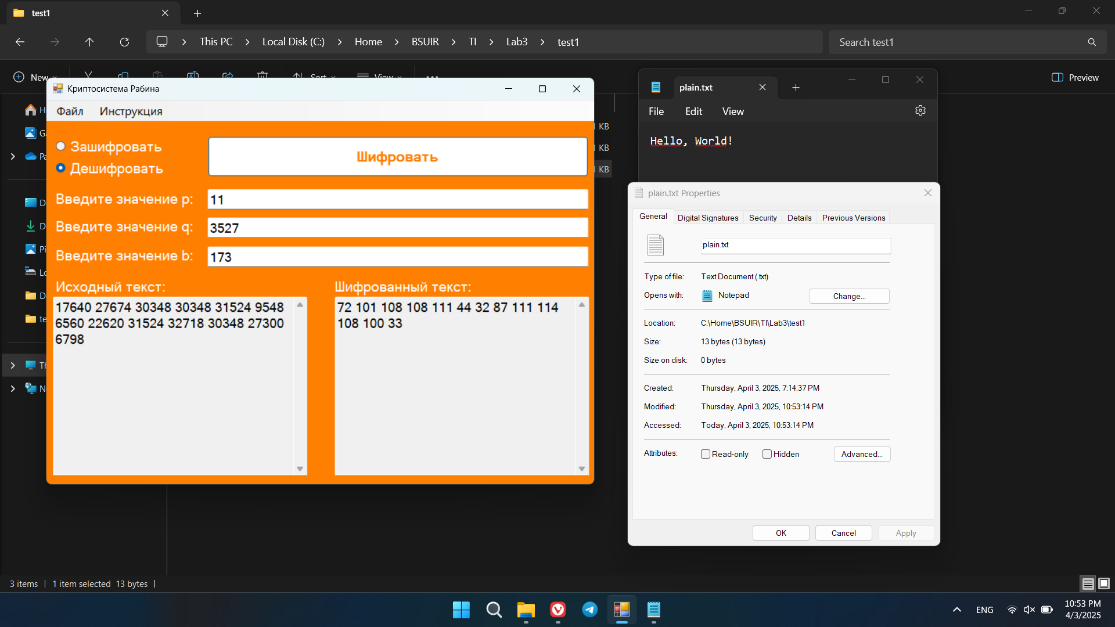 test1
This PC
Local Disk (C:)
Home
BSUIR
TI
Lab3
test1
Search test1
New
Sort
View
Preview
Криптосистема Рабина
Файл Инструкция
Зашифровать
Дешифровать
Шифровать
Введите значение p: 11
Введите значение q: 3527
Введите значение b: 173
Исходный текст:
17640 27674 30348 30348 31524 9548
6560 22620 31524 32718 30348 27300
6798
Шифрованный текст:
72 101 108 108 111 44 32 87 111 114
108 100 33
KB
KB
KB
plain.txt
File Edit View
Hello, World!
plain.txt Properties
General Digital Signatures Security Details Previous Versions
plain.txt
Type of file: Text Document (.txt)
Opens with: Notepad Change...
Location: C:\Home\BSUIR\TI\Lab3\test1
Size: 13 bytes (13 bytes)
Size on disk: 0 bytes
Created: Thursday, April 3, 2025, 7:14:37 PM
Modified: Thursday, April 3, 2025, 10:53:14 PM
Accessed: Today, April 3, 2025, 10:53:14 PM
Attributes: Read-only Hidden Advanced...
OK Cancel Apply
3 items 1 item selected 13 bytes
ENG
10:53 PM
4/3/2025